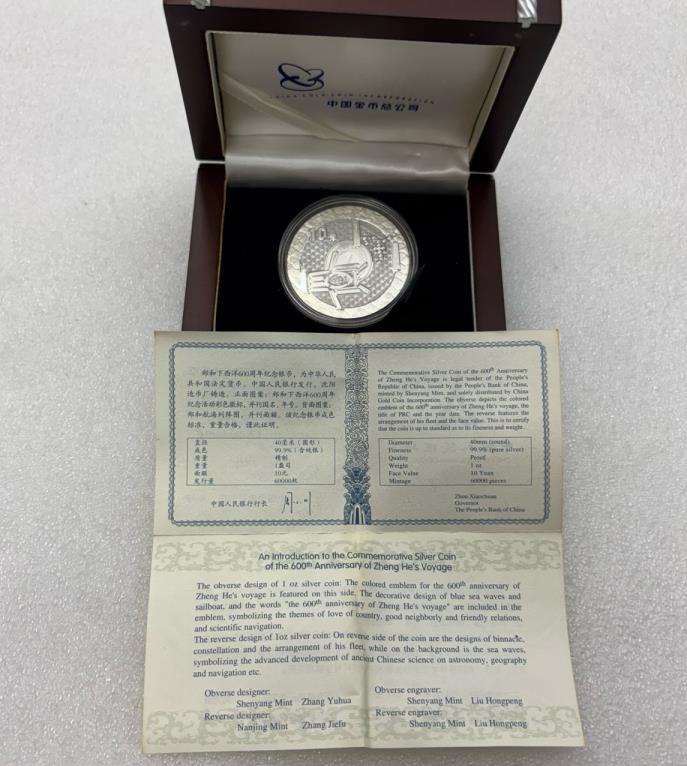 CHINA GOLD COIN INCORPORATION
中国金币总公司
10
郑和下西洋600周年纪念银币，为中华人民
共和国法定货币。中国人民银行发行，沈阳
造币厂铸造。正面图案：郑和下西洋600周年
纪念活动彩色徽标，并刊国名、年号。背面图案：
郑和航海列阵图，并刊面额。该纪念银币成色
标准，重量合格，谨此证明。
直径 40毫米（圆形）
成色 99.9%（含纯银）
质量 精制
重量 1盎司
面额 10元
发行量 60000枚
中国人民银行行长
The Commemorative Silver Coin of the 600th Anniversary
of Zheng He's Voyage is legal tender of the People's
Republic of China, issued by the People's Bank of China,
minted by Shenyang Mint, and solely distributed by China
Gold Coin Incorporation. The obverse depicts the colored
emblem of the 600th anniversary of Zheng He's voyage, the
title of PRC and the year date. The reverse features the
arrangement of his fleet and the face value. This is to certify
that the coin is up to standard as to its fineness and weight.
Diameter 40mm (round)
Fineness 99.9% (pure silver)
Quality Proof
Weight 1 oz
Face Value 10 Yuan
Mintage 60000 pieces
Zhou Xiaochuan
Governor
The People's Bank of China
An Introduction to the Commemorative Silver Coin
of the 600th Anniversary of Zheng He's Voyage
The obverse design of 1 oz silver coin: The colored emblem for the 600th anniversary of
Zheng He's voyage is featured on this side. The decorative design of blue sea waves and
sailboat, and the words "the 600th anniversary of Zheng He's voyage" are included in the
emblem, symbolizing the themes of love of country, good neighborly and friendly relations,
and scientific navigation.
The reverse design of 1oz silver coin: On reverse side of the coin are the designs of binnacle,
constellation and the arrangement of his fleet, while on the background is the sea waves,
symbolizing the advanced development of ancient Chinese science on astronomy, geography
and navigation etc.
Obverse designer:
Shenyang Mint Zhang Yuhua
Reverse designer:
Nanjing Mint Zhang Jiefu
Obverse engraver:
Shenyang Mint Liu Hongpeng
Reverse engraver:
Shenyang Mint Liu Hongpeng